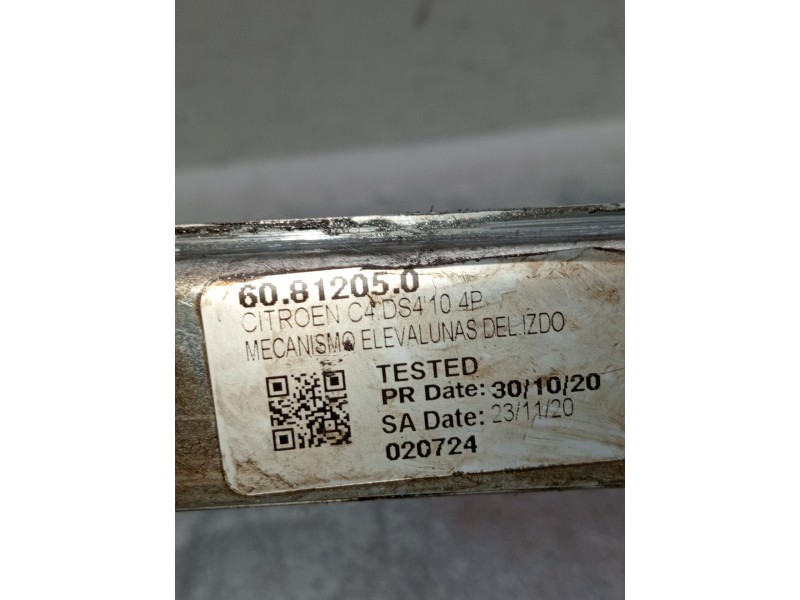 60.81205.0
CITROEN C4,DS4'10 4P
MECANISMO ELEVALUNAS DEL.IZDO
TESTED
PR Date: 30/10/20
SA Date: 23/11/20
020724